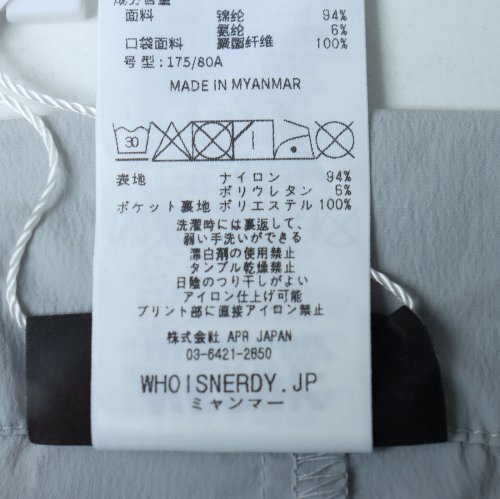 成分含量
面料 锦纶 94%
氨纶 6%
口袋面料 聚酯纤维 100%
号型:175/80A
MADE IN MYANMAR
30
表地 ナイロン 94%
ポリウレタン 6%
ポケット裏地 ポリエステル 100%
洗濯時には裏返して、
弱い手洗いができる
漂白剤の使用禁止
タンブル乾燥禁止
日陰のつり干しがよい
アイロン仕上げ可能
プリント部に直接アイロン禁止
株式会社 APR JAPAN
03-6421-2650
WHOISNERDY.JP
ミャンマー